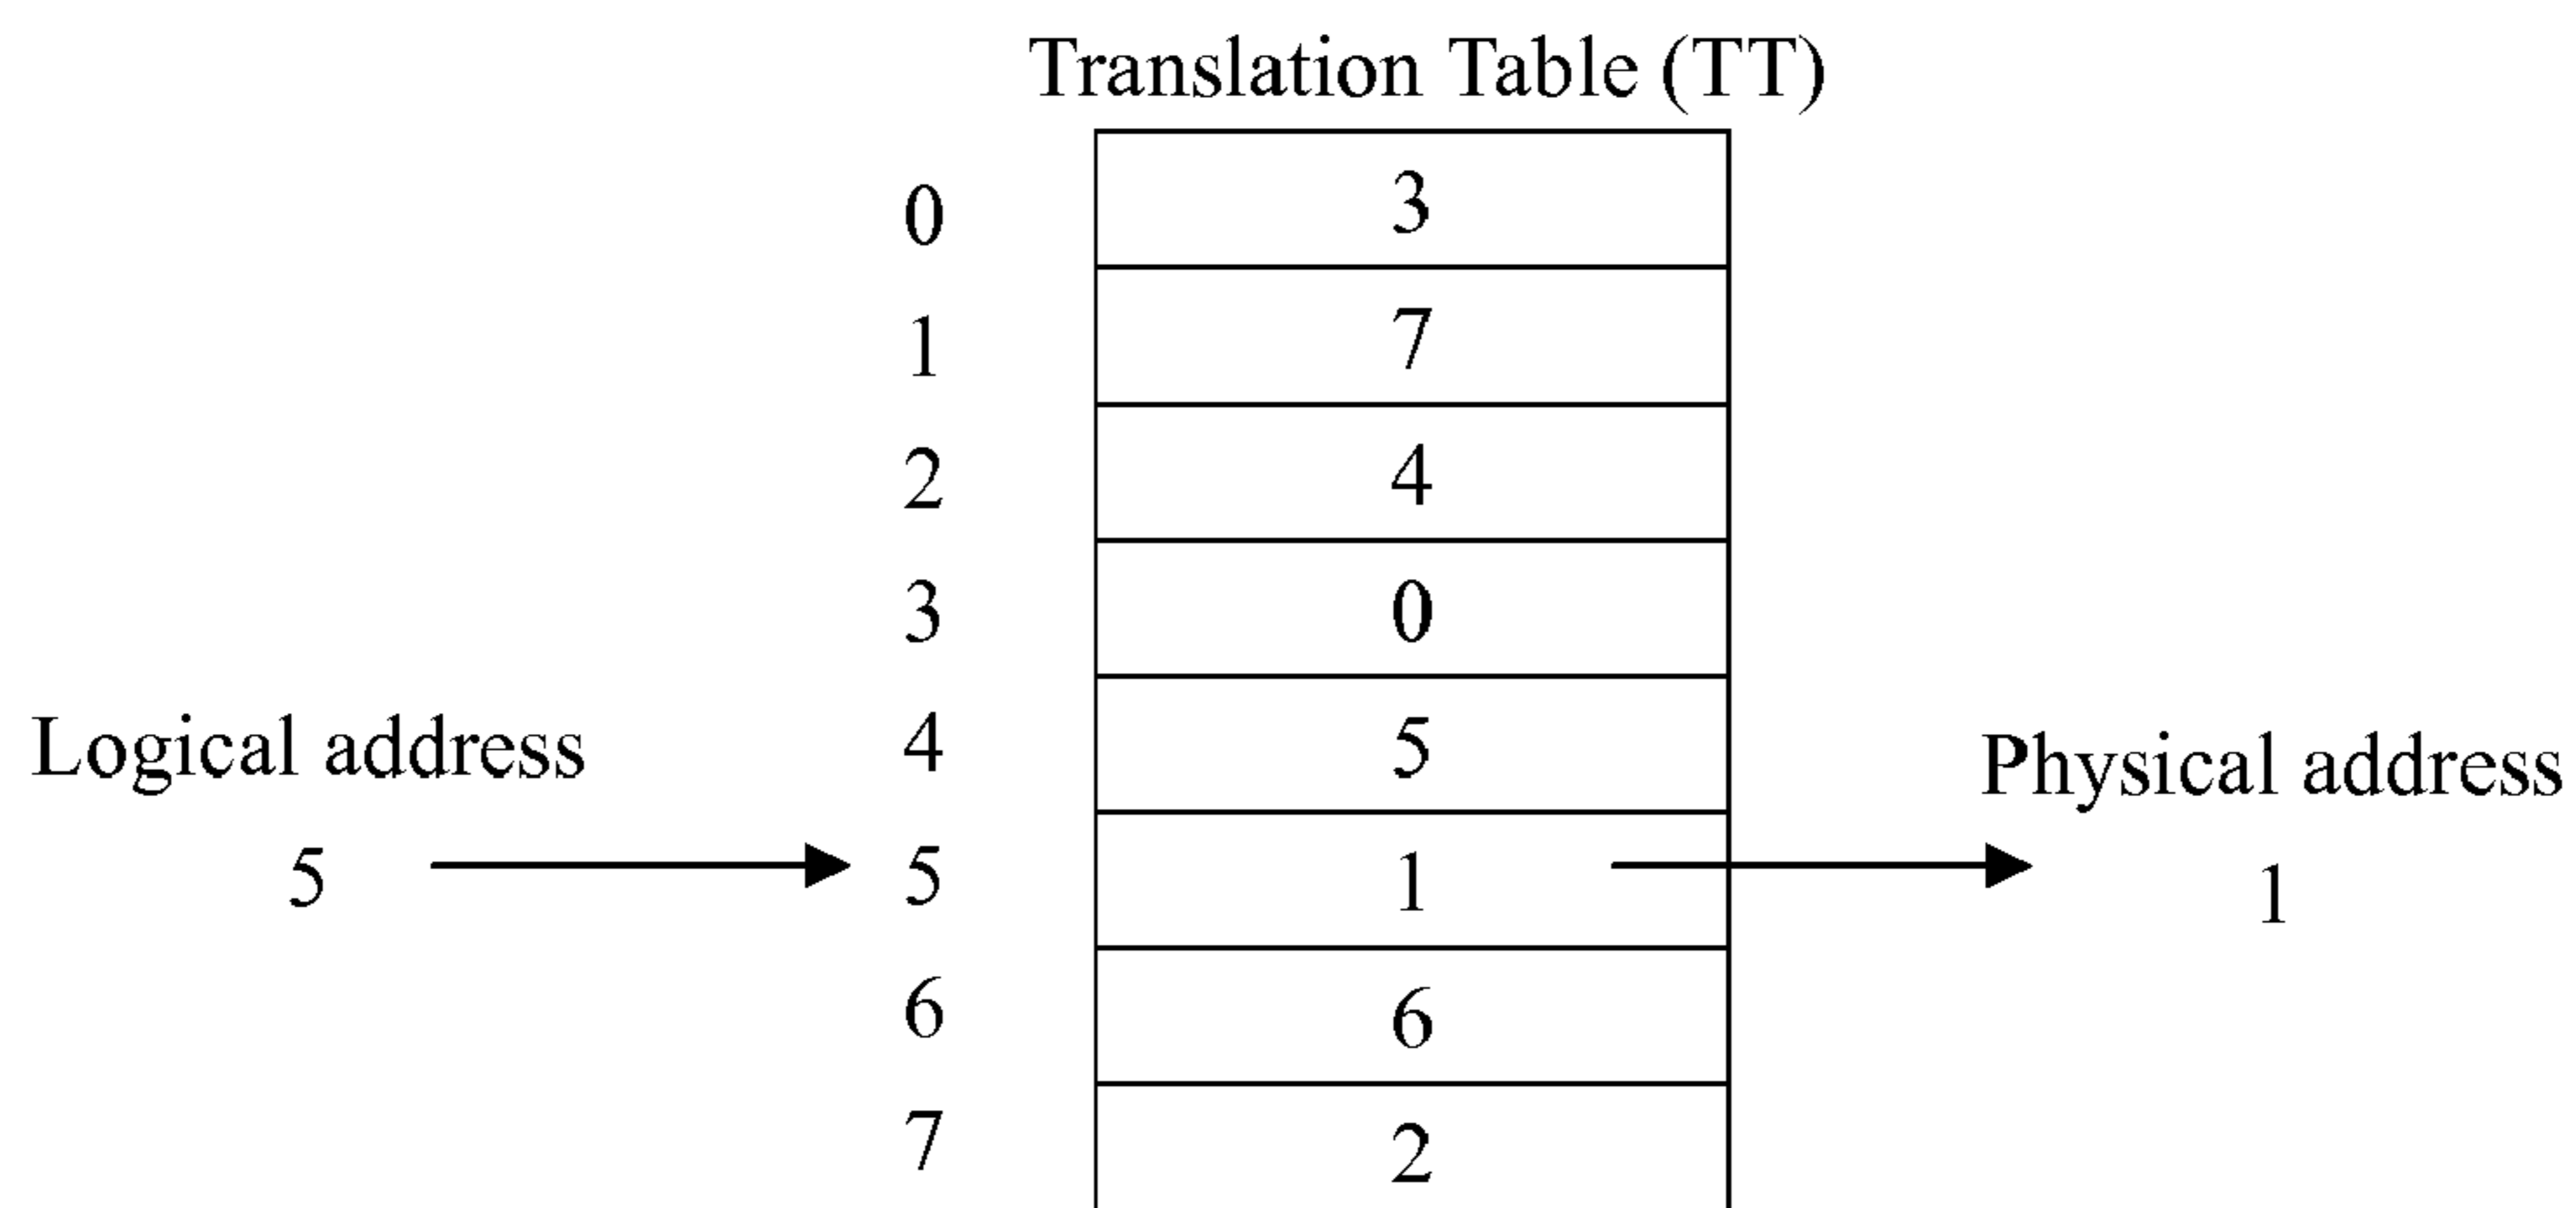 Translation Table (TT)
0 3
1 7
2 4
3 0
4 5
Logical address Physical address
5 5 1 1
6 6
7 2